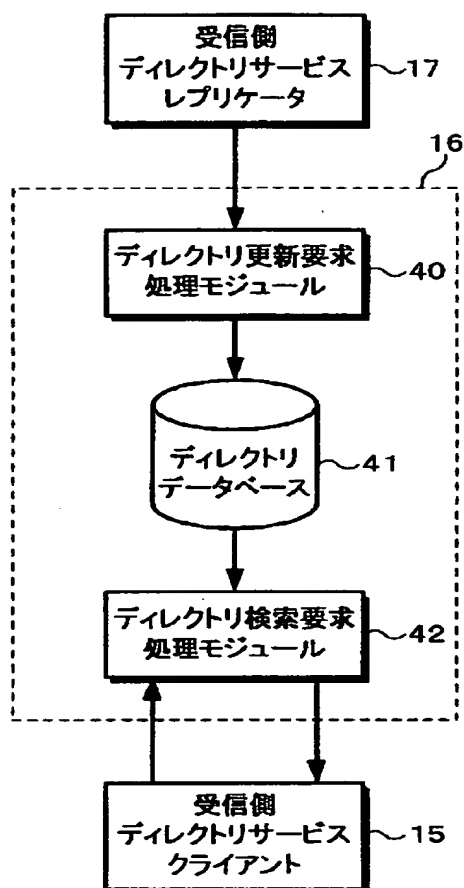 受信側
ディレクトリサービス
レプリケータ
17
16
ディレクトリ更新要求
処理モジュール
40
ディレクトリ
データベース
41
ディレクトリ検索要求
処理モジュール
42
受信側
ディレクトリサービス
クライアント
15